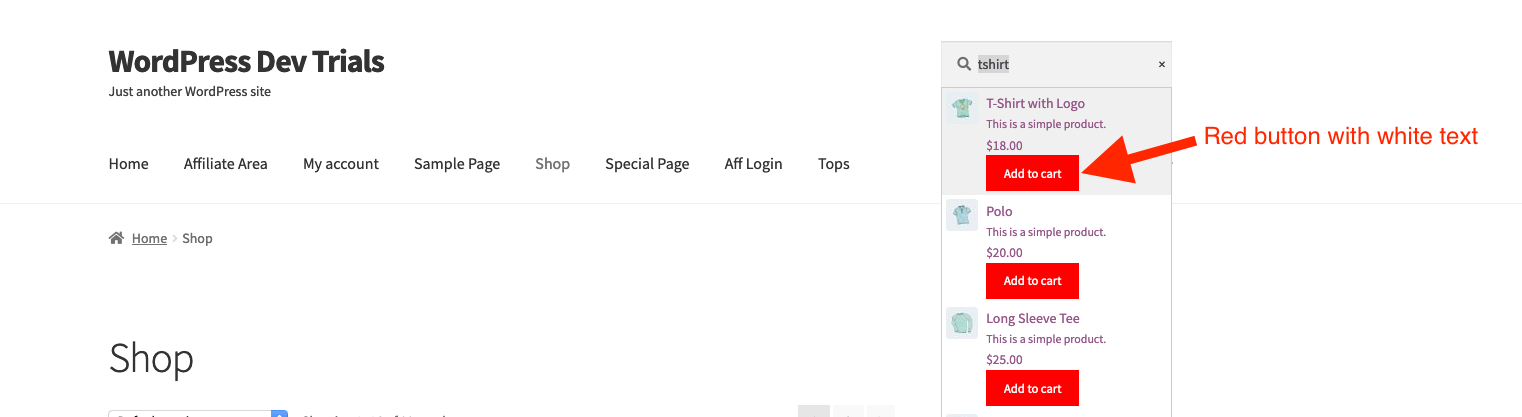 WordPress Dev Trials
Just another WordPress site
tshirt ×
T-Shirt with Logo
This is a simple product.
$18.00
Add to cart
Red button with white text
Polo
This is a simple product.
$20.00
Add to cart
Long Sleeve Tee
This is a simple product.
$25.00
Add to cart
Home Affiliate Area My account Sample Page Shop Special Page Aff Login Tops
Home > Shop
Shop